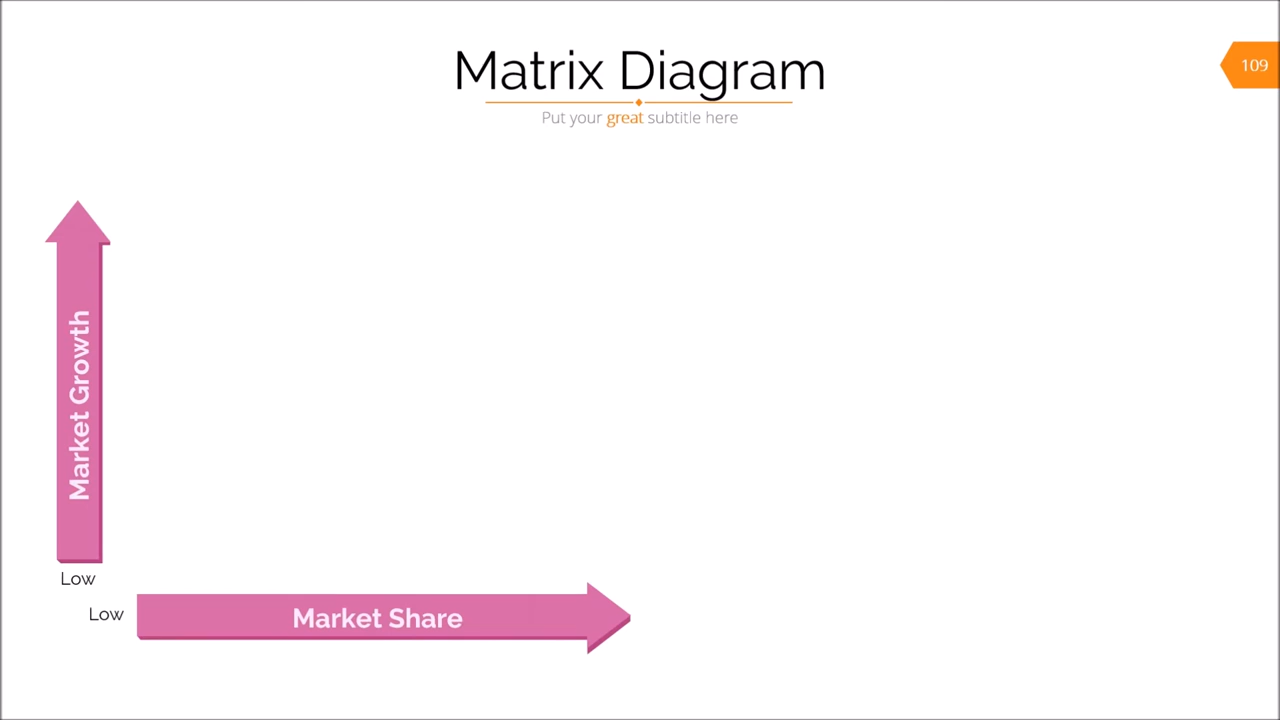 Matrix Diagram
109
Put your great subtitle here
Market Growth
Low
Low
Market Share